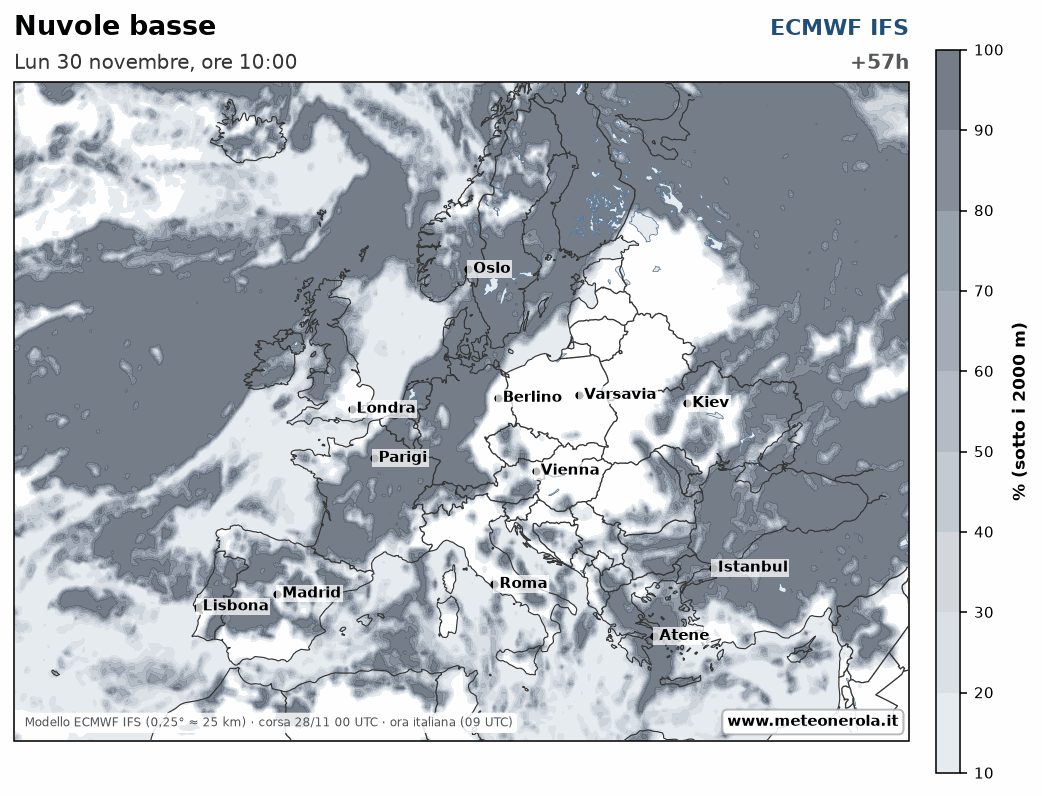 Nuvole basse
ECMWF IFS
Lun 30 novembre, ore 10:00
+57h
100
90
80
70
60
50
40
30
20
10
% (sotto i 2000 m)
Oslo
Berlino
Varsavia
Kiev
Londra
Parigi
Vienna
Istanbul
Roma
Madrid
Lisbona
Atene
Modello ECMWF IFS (0,25° ≈ 25 km) · corsa 28/11 00 UTC · ora italiana (09 UTC)
www.meteonerola.it